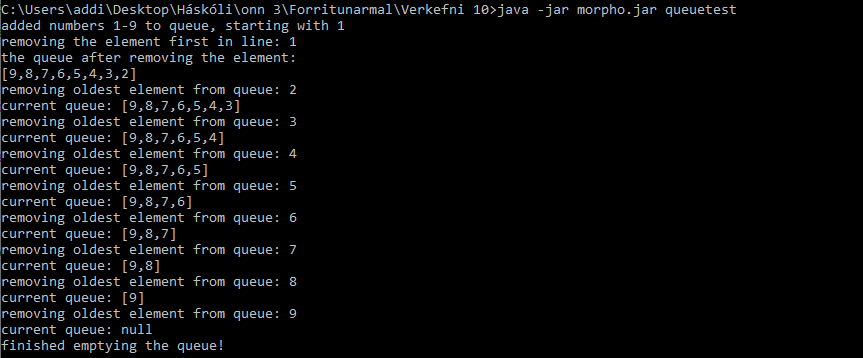 C:\Users\addi\Desktop\Háskóli\onn 3\Forritunarmal\Verkefni 10>java -jar morpho.jar queuetest
added numbers 1-9 to queue, starting with 1
removing the element first in line: 1
the queue after removing the element:
[9,8,7,6,5,4,3,2]
removing oldest element from queue: 2
current queue: [9,8,7,6,5,4,3]
removing oldest element from queue: 3
current queue: [9,8,7,6,5,4]
removing oldest element from queue: 4
current queue: [9,8,7,6,5]
removing oldest element from queue: 5
current queue: [9,8,7,6]
removing oldest element from queue: 6
current queue: [9,8,7]
removing oldest element from queue: 7
current queue: [9,8]
removing oldest element from queue: 8
current queue: [9]
removing oldest element from queue: 9
current queue: null
finished emptying the queue!